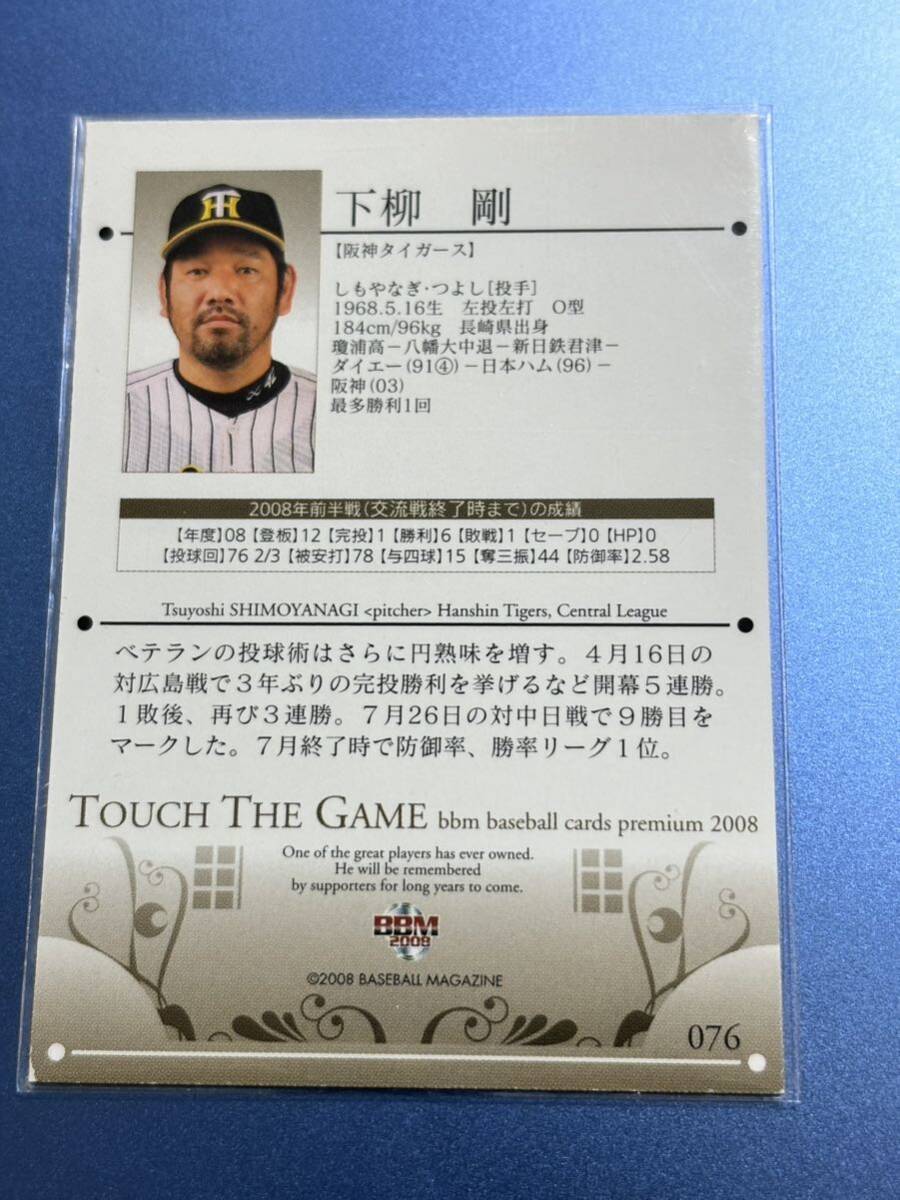 下柳 剛
【阪神タイガース】
しもやなぎ・つよし［投手］
1968.5.16生 左投左打 O型
184cm/96kg 長崎県出身
瓊浦高－八幡大中退－新日鉄君津－
ダイエー(91④)－日本ハム(96)－
阪神(03)
最多勝利1回
2008年前半戦(交流戦終了時まで)の成績
【年度】08【登板】12【完投】1【勝利】6【敗戦】1【セーブ】0【HP】0
【投球回】76 2/3【被安打】78【与四球】15【奪三振】44【防御率】2.58
Tsuyoshi SHIMOYANAGI <pitcher> Hanshin Tigers, Central League
ベテランの投球術はさらに円熟味を増す。４月16日の
対広島戦で３年ぶりの完投勝利を挙げるなど開幕５連勝。
１敗後、再び３連勝。７月26日の対中日戦で９勝目を
マークした。７月終了時で防御率、勝率リーグ１位。
TOUCH THE GAME bbm baseball cards premium 2008
One of the great players has ever owned.
He will be remembered
by supporters for long years to come.
BBM
2008
©2008 BASEBALL MAGAZINE
076